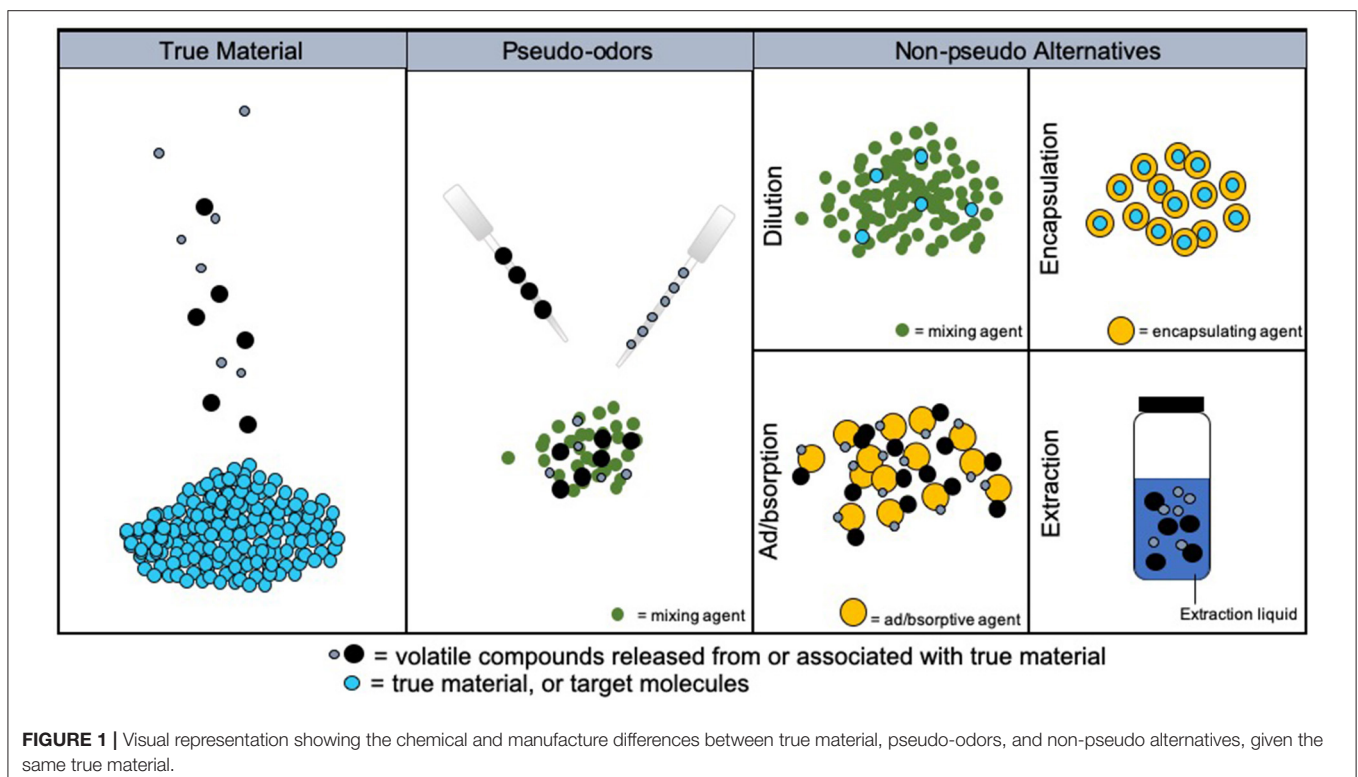 True Material
Pseudo-odors
Non-pseudo Alternatives
Dilution
Encapsulation
= mixing agent
= encapsulating agent
Ad/bsorption
Extraction
= mixing agent
= ad/bsorptive agent
Extraction liquid
= volatile compounds released from or associated with true material
= true material, or target molecules
FIGURE 1 | Visual representation showing the chemical and manufacture differences between true material, pseudo-odors, and non-pseudo alternatives, given the
same true material.